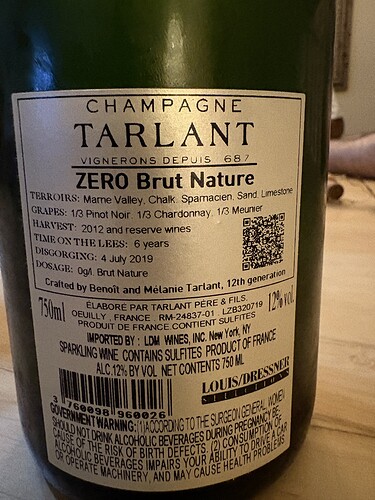 CHAMPAGNE
TARLANT
VIGNERONS DEPUIS 687
ZERO Brut Nature
TERROIRS: Marne Valley, Chalk, Sparnacien, Sand, Limestone
GRAPES: 1/3 Pinot Noir, 1/3 Chardonnay, 1/3 Meunier
HARVEST: 2012 and reserve wines
TIME ON THE LEES: 6 years
DISGORGING: 4 July 2019
DOSAGE: 0g/l. Brut Nature
Crafted by Benoît and Mélanie Tarlant, 12th generation
750ml
ÉLABORÉ PAR TARLANT PÈRE & FILS.
12% vol.
OEUILLY, FRANCE. RM-24837-01. LZB320719
PRODUIT DE FRANCE.CONTIENT SULFITES
IMPORTED BY: LDM WINES, INC. New York, NY
SPARKLING WINE CONTAINS SULFITES PRODUCT OF FRANCE
ALC.12% BY VOL NET CONTENTS 750 ML
LOUIS/DRESSNER
SELECTIONS
3 760098 960026
GOVERNMENT WARNING: (1)ACCORDING TO THE SURGEON GENERAL, WOMEN
SHOULD NOT DRINK ALCOHOLIC BEVERAGES DURING PREGNANCY BE
CAUSE OF THE RISK OF BIRTH DEFECTS. (2) CONSUMPTION OF
ALCOHOLIC BEVERAGES IMPAIRS YOUR ABILITY TO DRIVE A CAR
OR OPERATE MACHINERY, AND MAY CAUSE HEALTH PROBLEMS